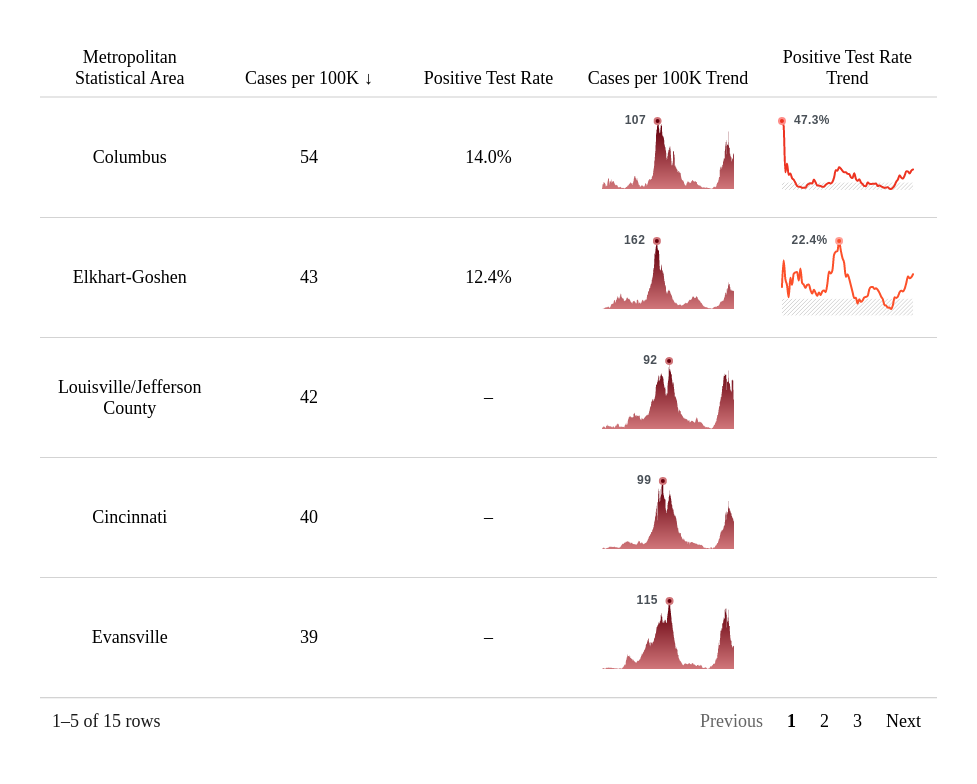 Metropolitan
Statistical Area
Cases per 100K ↓
Positive Test Rate
Cases per 100K Trend
Positive Test Rate
Trend
Columbus
54
14.0%
107
47.3%
Elkhart-Goshen
43
12.4%
162
22.4%
Louisville/Jefferson
County
42
–
92
Cincinnati
40
–
99
Evansville
39
–
115
1–5 of 15 rows
Previous 1 2 3 Next